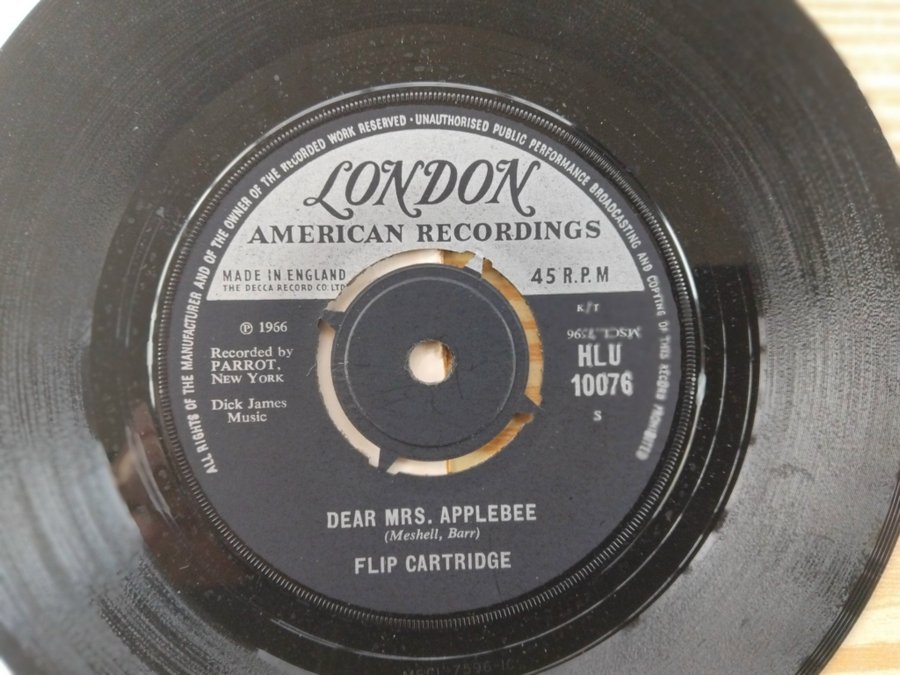 ALL RIGHTS OF THE MANUFACTURER AND OF THE OWNER OF THE RECORDED WORK RESERVED · UNAUTHORISED PUBLIC PERFORMANCE BROADCASTING AND COPYING OF THIS RECORD PROHIBITED
LONDON
AMERICAN RECORDINGS
MADE IN ENGLAND
THE DECCA RECORD CO. LTD
45 R.P.M
K/T
℗ 1966
Recorded by
PARROT,
NEW YORK
Dick James
Music
HLU
10076
S
DEAR MRS. APPLEBEE
(Meshell, Barr)
FLIP CARTRIDGE